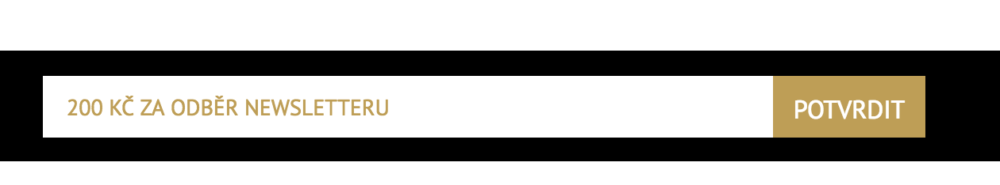 200 KČ ZA ODBĚR NEWSLETTERU
POTVRDIT